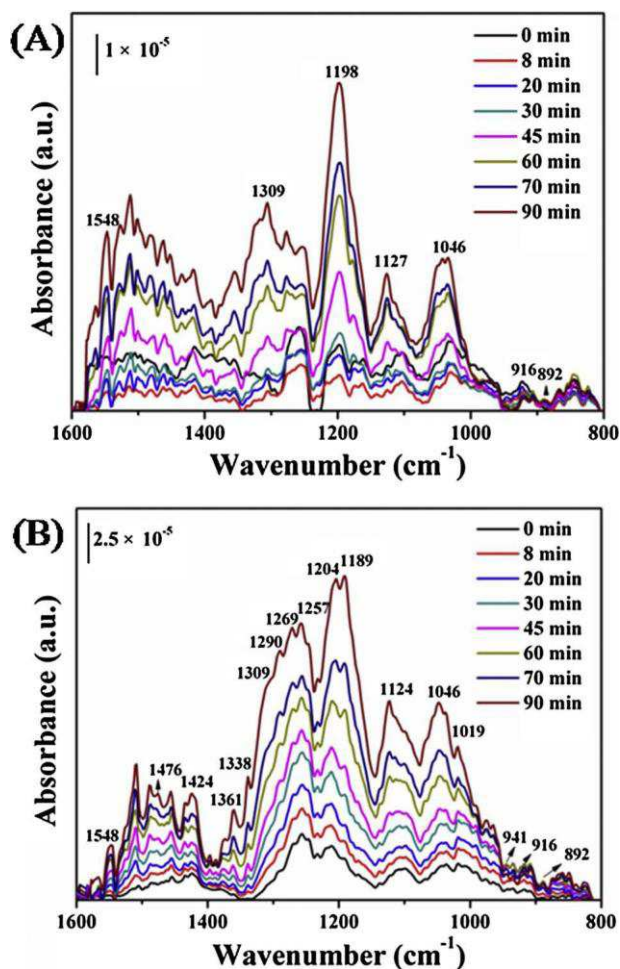 (A)
1 × 10-5
1198
0 min
8 min
20 min
30 min
45 min
60 min
70 min
90 min
1548
1309
1127
1046
916
892
Absorbance (a.u.)
1600 1400 1200 1000 800
Wavenumber (cm-1)
(B)
2.5 × 10-5
1204 1189
0 min
8 min
20 min
30 min
45 min
60 min
70 min
90 min
1269 1257
1290
1309
1338
1361
1476 1424
1548
1124
1046
1019
941
916
892
Absorbance (a.u.)
1600 1400 1200 1000 800
Wavenumber (cm-1)